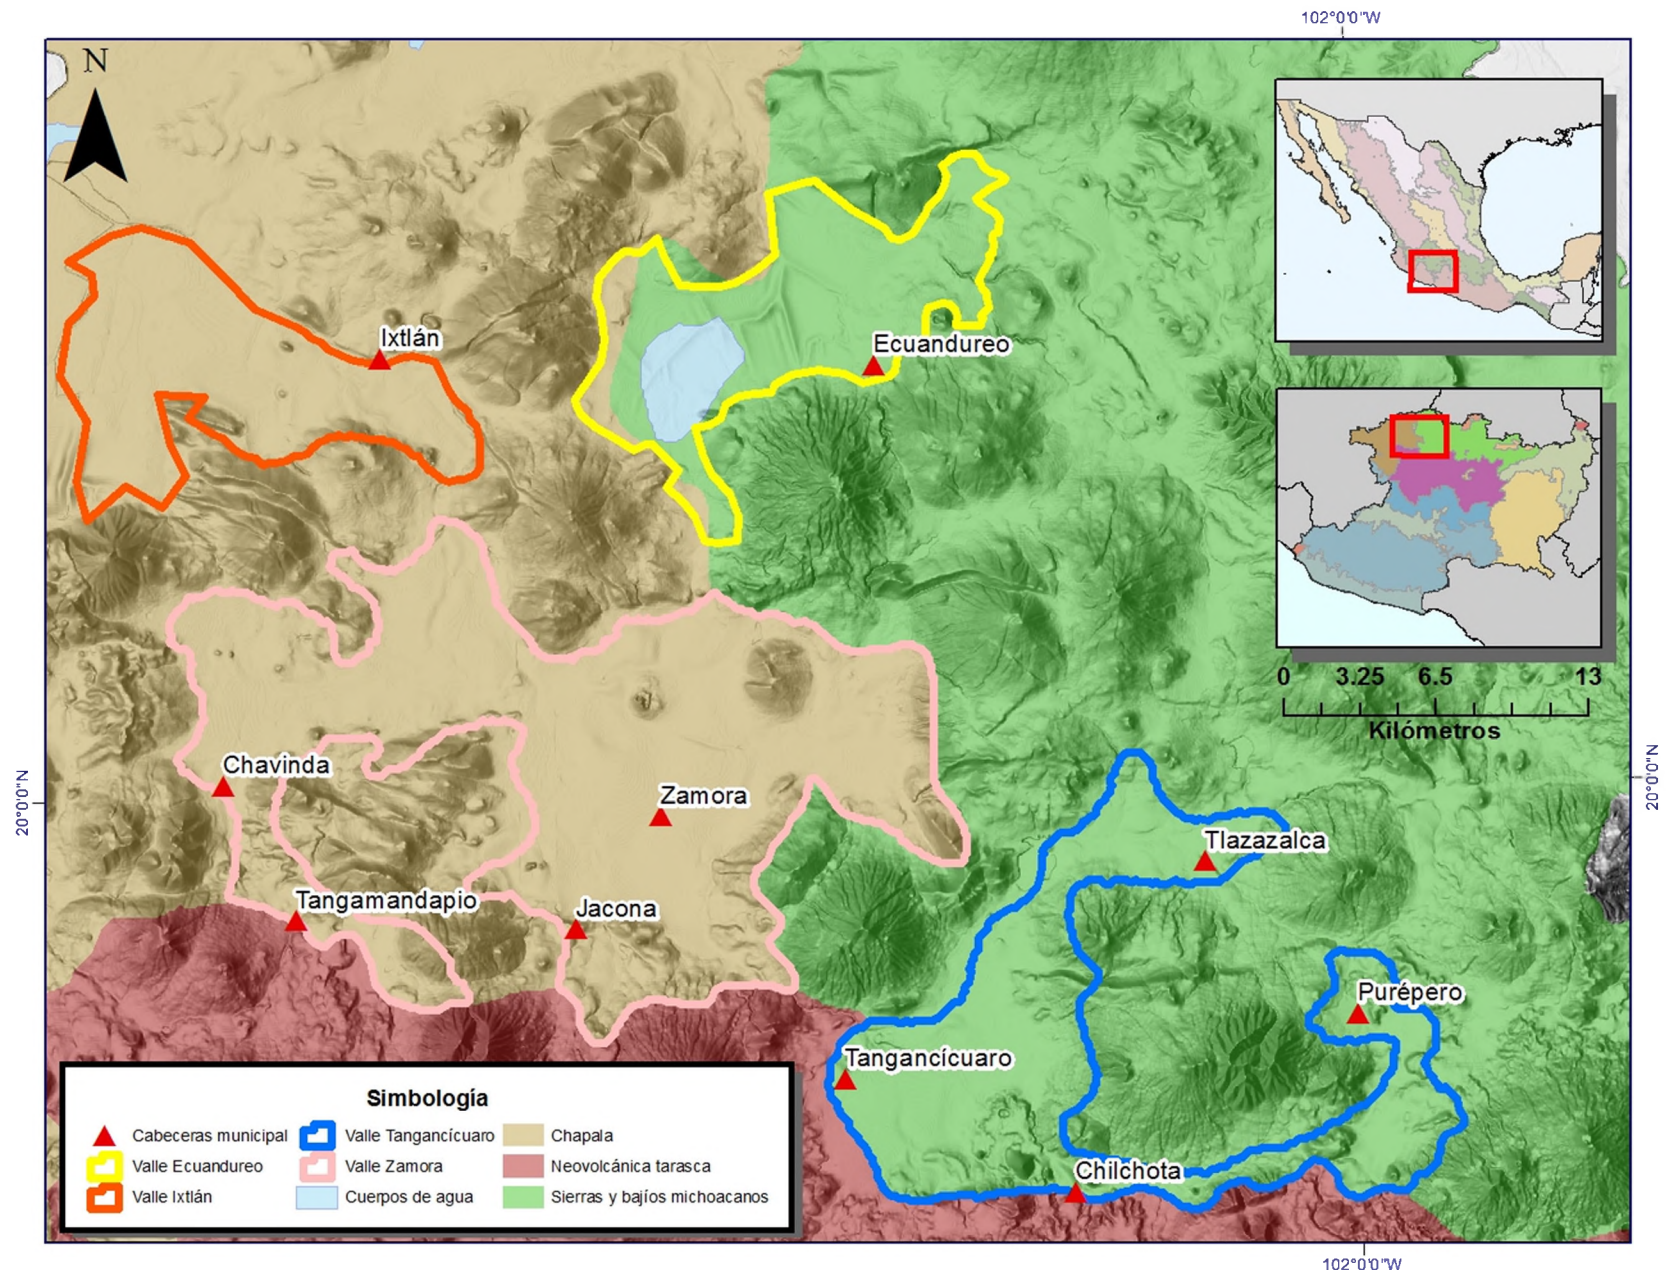 102°0'0"W
N
Ixtlán
Ecuandureo
0 3.25 6.5 13
Kilómetros
Chavinda
Zamora
20°0'0"N
20°0'0"N
Tlazazalca
Tangamandapio
Jacona
Purépero
Tangancícuaro
Chilchota
Simbología
Cabeceras municipal
Valle Tangancícuaro
Chapala
Valle Ecuandureo
Valle Zamora
Neovolcánica tarasca
Valle Ixtlán
Cuerpos de agua
Sierras y bajíos michoacanos
102°0'0"W